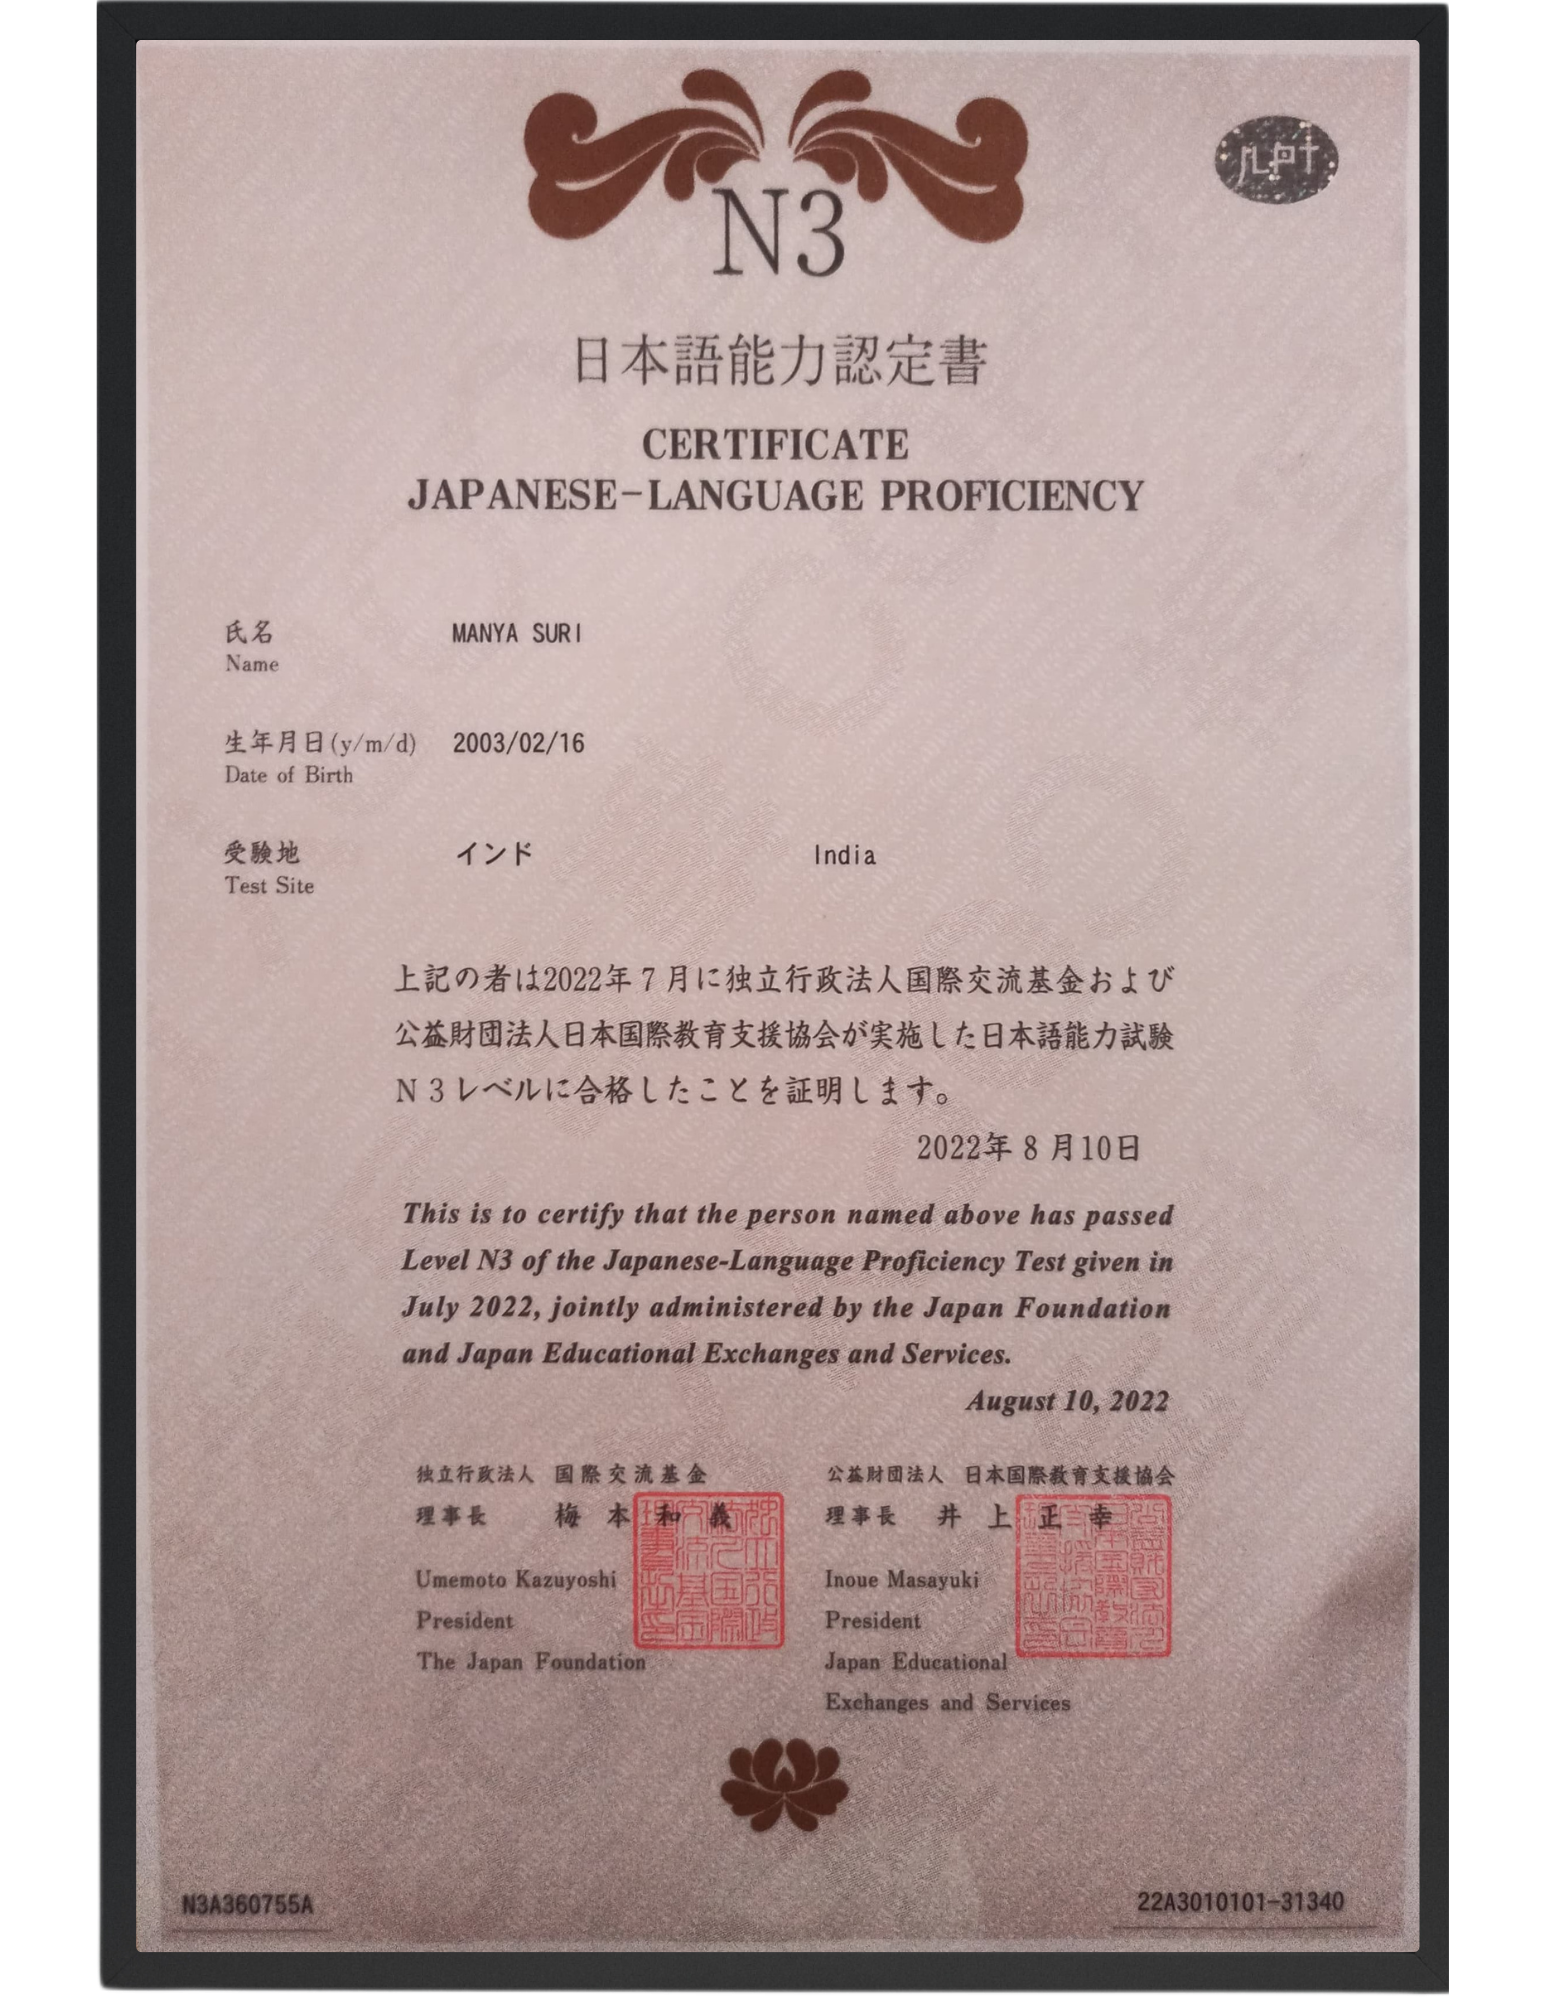 JLPT
N3
日本語能力認定書
CERTIFICATE
JAPANESE-LANGUAGE PROFICIENCY
氏名 MANYA SURI
Name
生年月日(y/m/d) 2003/02/16
Date of Birth
受験地 インド India
Test Site
上記の者は2022年7月に独立行政法人国際交流基金および
公益財団法人日本国際教育支援協会が実施した日本語能力試験
N3レベルに合格したことを証明します。
2022年8月10日
This is to certify that the person named above has passed
Level N3 of the Japanese-Language Proficiency Test given in
July 2022, jointly administered by the Japan Foundation
and Japan Educational Exchanges and Services.
August 10, 2022
独立行政法人 国際交流基金
理事長 梅本和義
Umemoto Kazuyoshi
President
The Japan Foundation
公益財団法人 日本国際教育支援協会
理事長 井上正幸
Inoue Masayuki
President
Japan Educational
Exchanges and Services
N3A360755A
22A3010101-31340